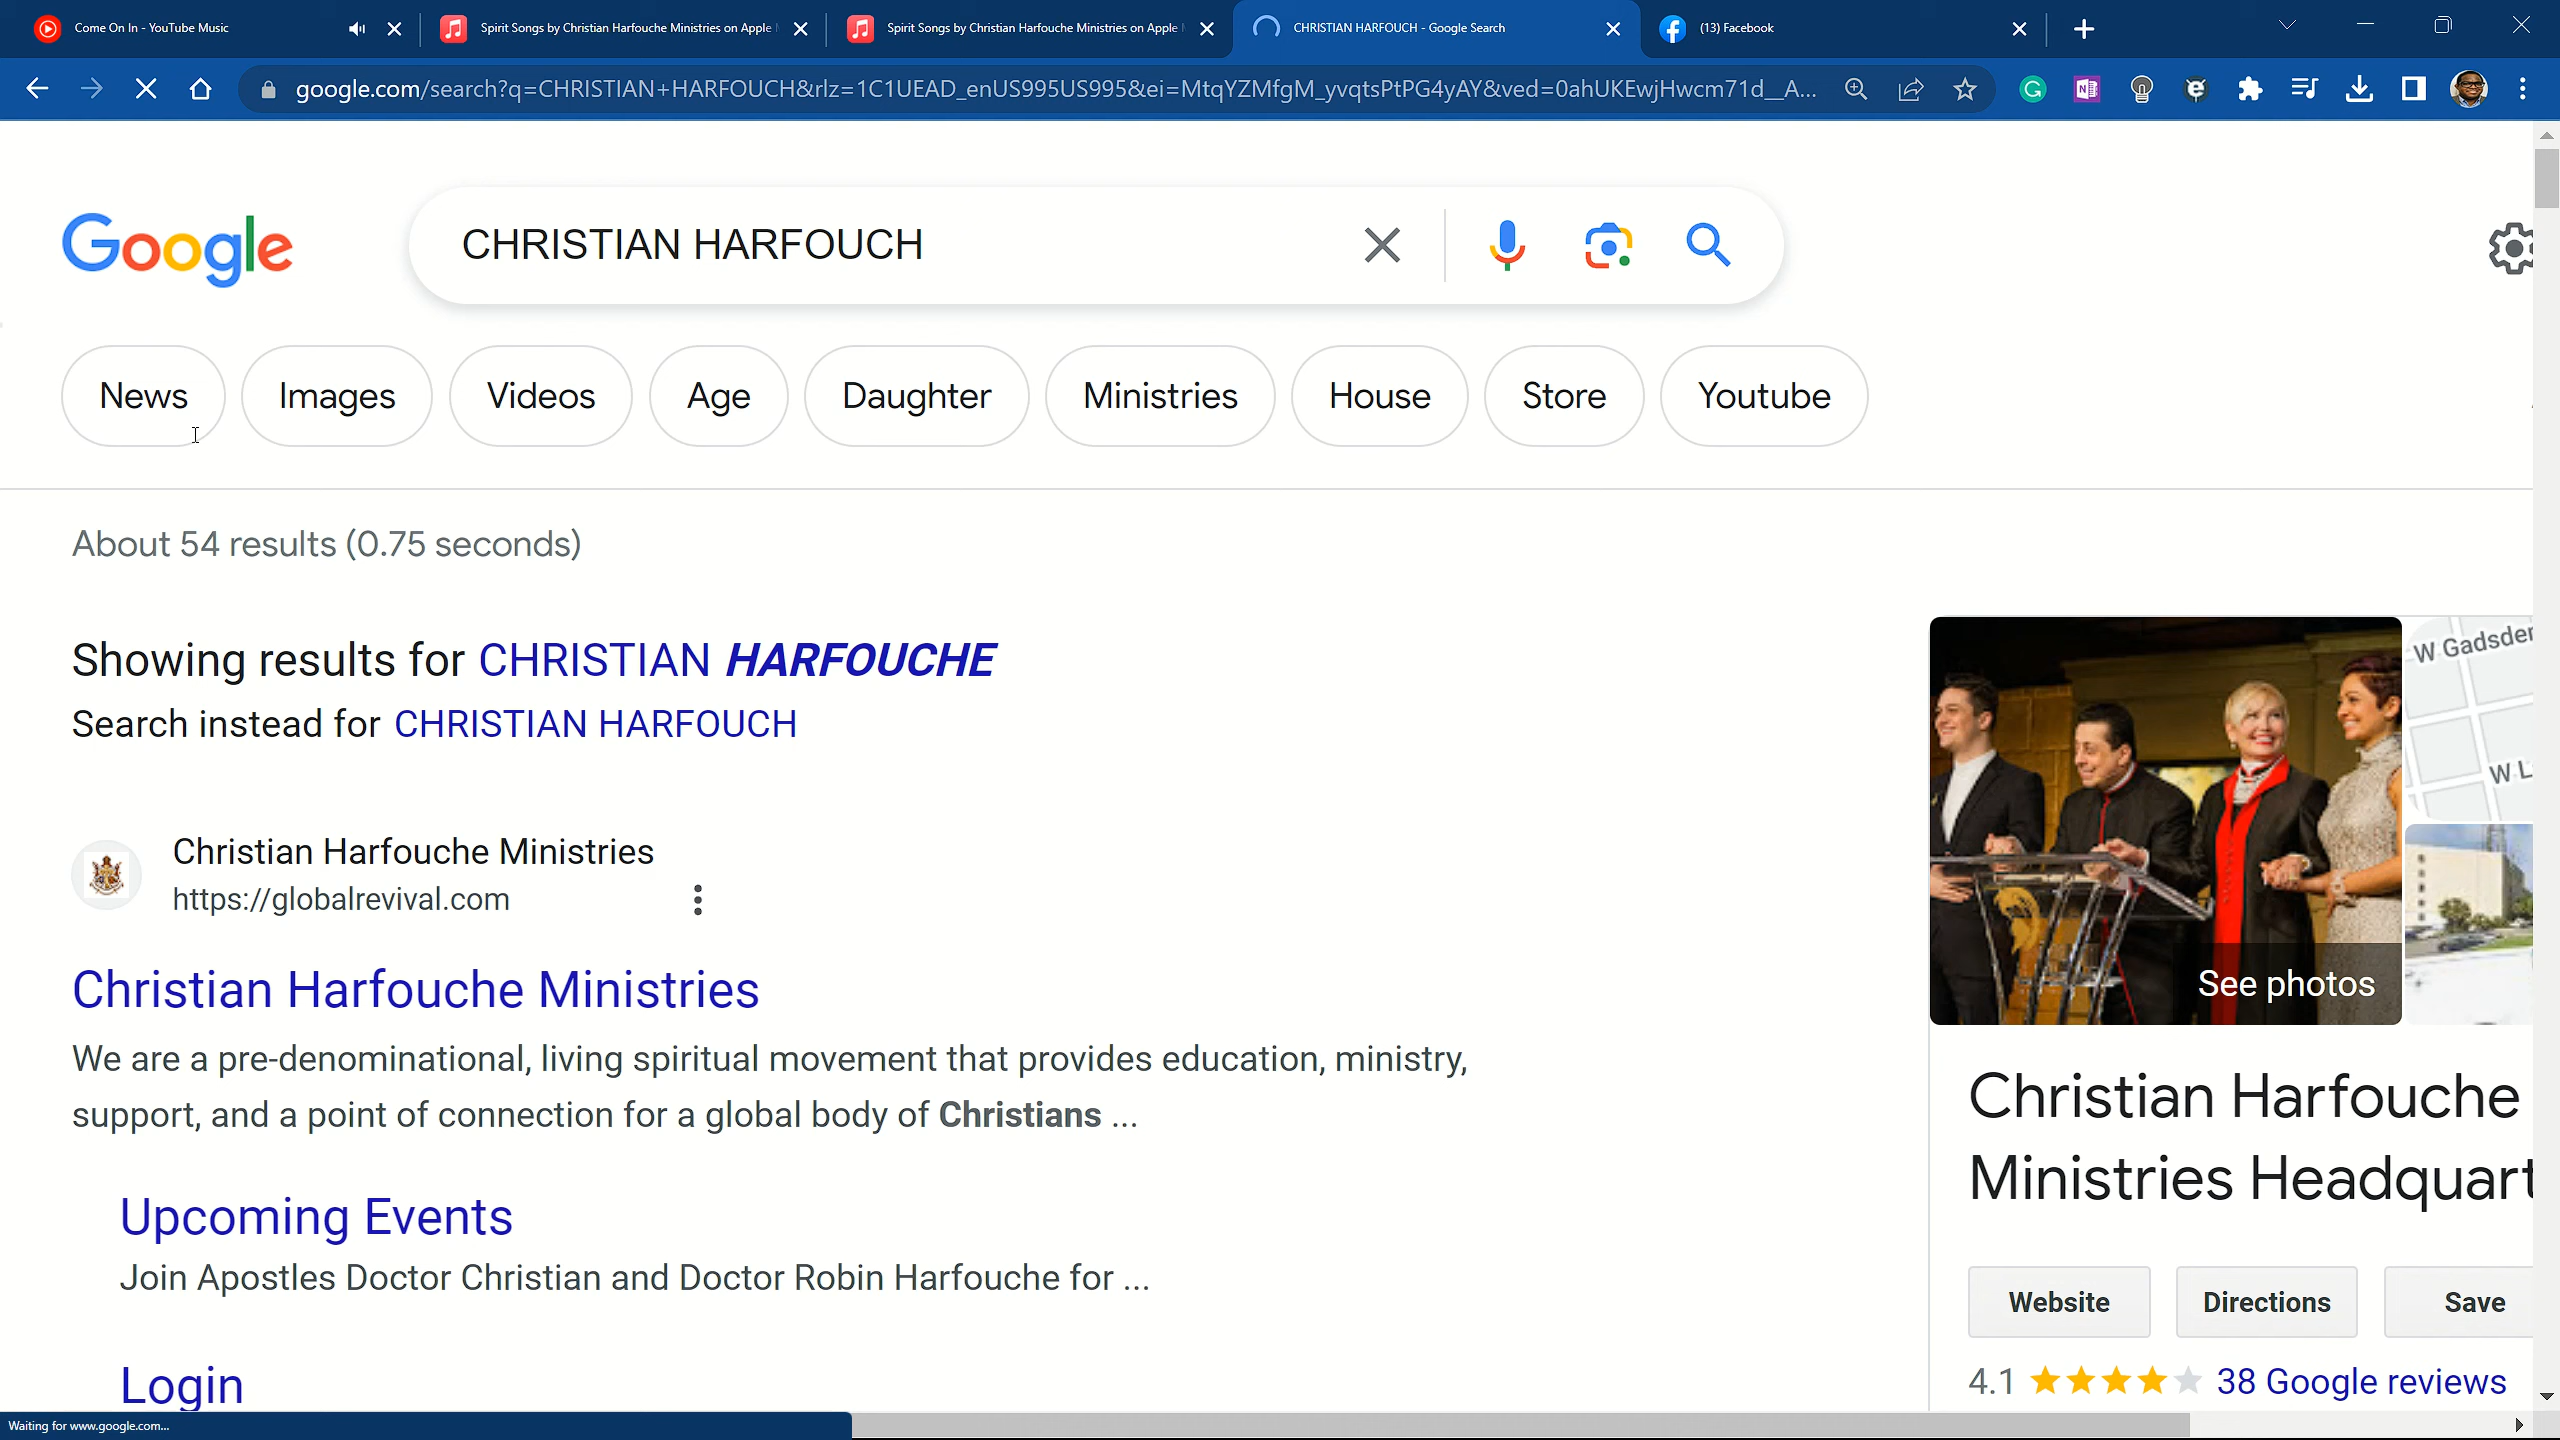 Come On In - YouTube Music
Spirit Songs by Christian Harfouche Ministries on Apple
Spirit Songs by Christian Harfouche Ministries on Apple
CHRISTIAN HARFOUCH - Google Search
(13) Facebook
google.com/search?q=CHRISTIAN+HARFOUCH&rlz=1C1UEAD_enUS995US995&ei=MtqYZMfgM_yvqtsPtPG4yAY&ved=0ahUKEwjHwcm71d__A...
Google
CHRISTIAN HARFOUCH
News
Images
Videos
Age
Daughter
Ministries
House
Store
Youtube
About 54 results (0.75 seconds)
Showing results for CHRISTIAN HARFOUCHE
Search instead for CHRISTIAN HARFOUCH
Christian Harfouche Ministries
https://globalrevival.com
Christian Harfouche Ministries
We are a pre-denominational, living spiritual movement that provides education, ministry,
support, and a point of connection for a global body of Christians ...
Upcoming Events
Join Apostles Doctor Christian and Doctor Robin Harfouche for ...
Login
W Gadsden
W L
See photos
Christian Harfouche
Ministries Headquart
Website
Directions
Save
4.1
38 Google reviews
Waiting for www.google.com...